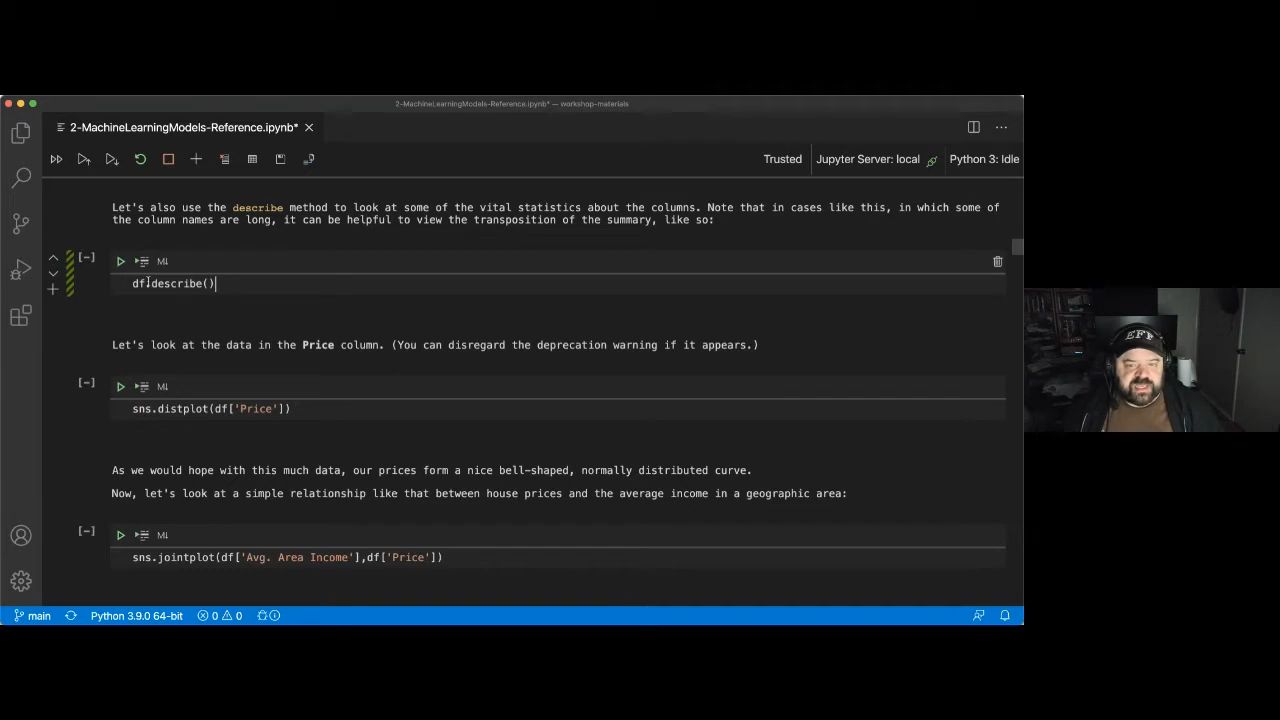 2-MachineLearningModels-Reference.ipynb* — workshop-materials
2-MachineLearningModels-Reference.ipynb*
Trusted
Jupyter Server: local
Python 3: Idle
Let's also use the describe method to look at some of the vital statistics about the columns. Note that in cases like this, in which some of
the column names are long, it can be helpful to view the transposition of the summary, like so:
[-]
M↓
df.describe()
Let's look at the data in the Price column. (You can disregard the deprecation warning if it appears.)
[-]
M↓
sns.distplot(df['Price'])
As we would hope with this much data, our prices form a nice bell-shaped, normally distributed curve.
Now, let's look at a simple relationship like that between house prices and the average income in a geographic area:
[-]
M↓
sns.jointplot(df['Avg. Area Income'],df['Price'])
main
Python 3.9.0 64-bit
0
0
EFF